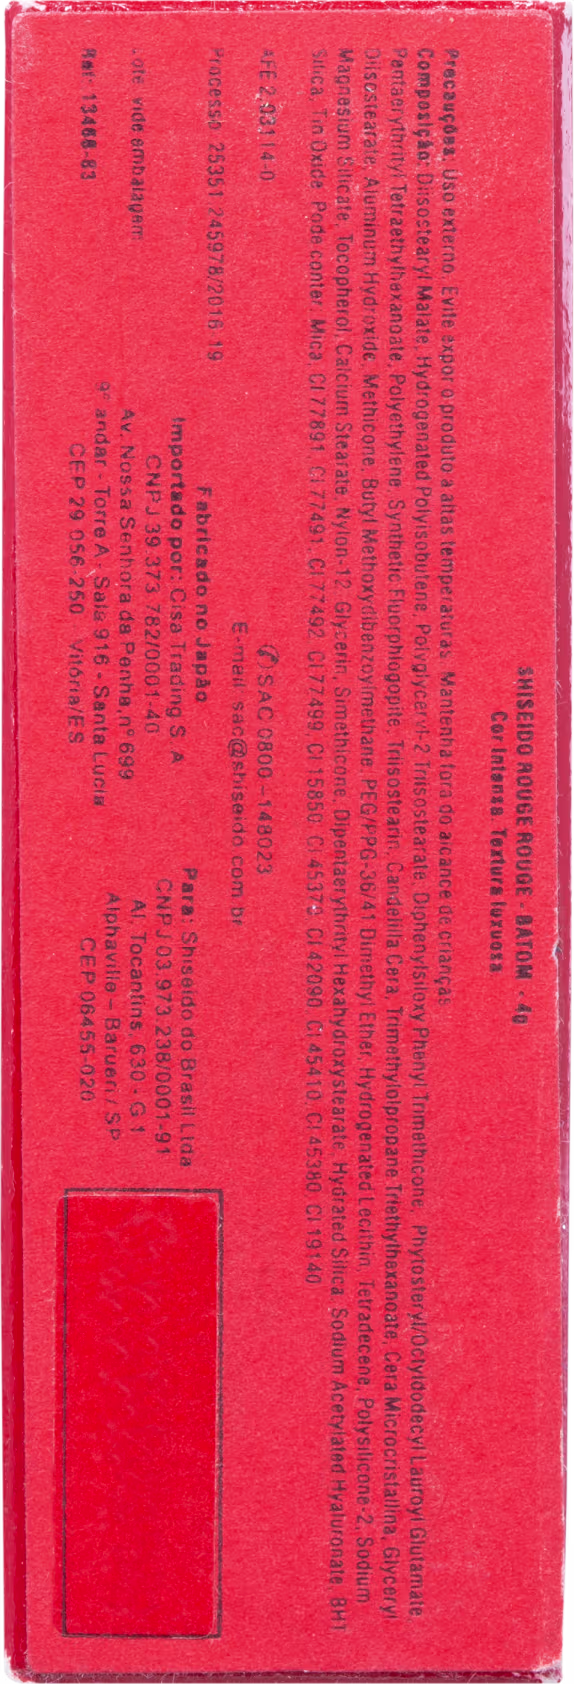 SHISEIDO ROUGE ROUGE - BATOM - 4g
Cor Intensa Textura luxuosa
Precauções: Uso externo. Evite expor o produto a altas temperaturas. Mantenha fora do alcance de crianças
Composição: Diisostearyl Malate, Hydrogenated Polyisobutene, Polyglyceryl-2 Triisostearate, Diphenylsiloxy Phenyl Trimethicone, Phytosteryl/Octyldodecyl Lauroyl Glutamate
Pentaerythrityl Tetraethylhexanoate, Polyethylene, Synthetic Fluorphlogopite, Triisostearin, Candelilla Cera, Trimethylolpropane Triethylhexanoate, Cera Microcristallina, Glyceryl
Diisostearate, Aluminum Hydroxide, Methicone, Butyl Methoxydibenzoylmethane, PEG/PPG-36/41 Dimethyl Ether, Hydrogenated Lecithin, Tetradecene, Polysilicone-2, Sodium
Magnesium Silicate, Tocopherol, Calcium Stearate, Nylon-12, Glycerin, Simethicone, Dipentaerythrityl Hexahydroxystearate, Hydrated Silica, Sodium Acetylated Hyaluronate, BHT
Silica, Tin Oxide. Pode conter: Mica, CI 77891, CI 77491, CI 77492, CI 77499, CI 15850, CI 45370, CI 42090, CI 45410, CI 45380, CI 19140
AFE 2.03114-0
SAC 0800-148023
E-mail sac@shiseido.com.br
Processo 25351 245978/2016 19
Lote vide embalagem
Ref. 13468-83
Fabricado no Japão
Importado por: Cisa Trading S.A
CNPJ 39 373 782/0001-40
Av. Nossa Senhora da Penha, nº 699
9º andar - Torre A - Sala 916 - Santa Lucia
CEP 29 056 250 Vitória/ES
Para: Shiseido do Brasil Ltda
CNPJ 03 973 238/0001-91
Al. Tocantins, 630 - G 1
Alphaville - Barueri / SP
CEP 06455-020